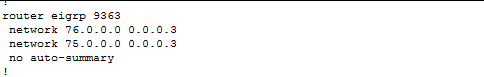 !
router eigrp 9363
 network 76.0.0.0 0.0.0.3
 network 75.0.0.0 0.0.0.3
 no auto-summary
!